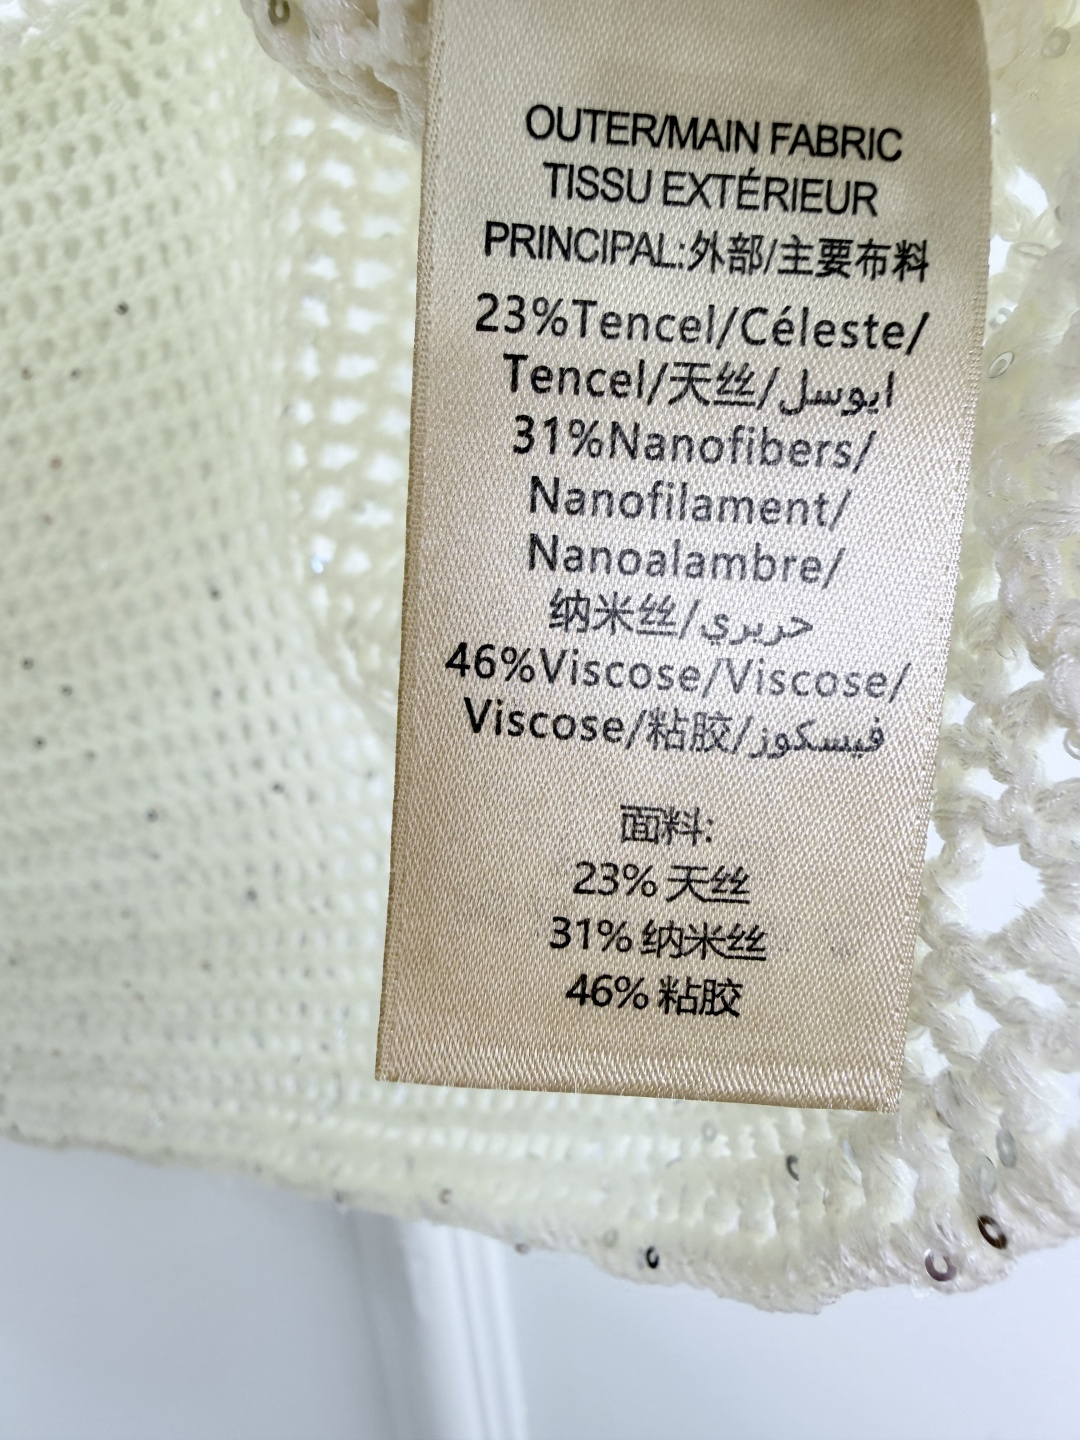 OUTER/MAIN FABRIC
TISSU EXTÉRIEUR
PRINCIPAL:外部/主要布料
23%Tencel/Céleste/
Tencel/天丝/ايوسل
31%Nanofibers/
Nanofilament/
Nanoalambre/
纳米丝/حريري
46%Viscose/Viscose/
Viscose/粘胶/فيسكوز
面料:
23% 天丝
31% 纳米丝
46% 粘胶